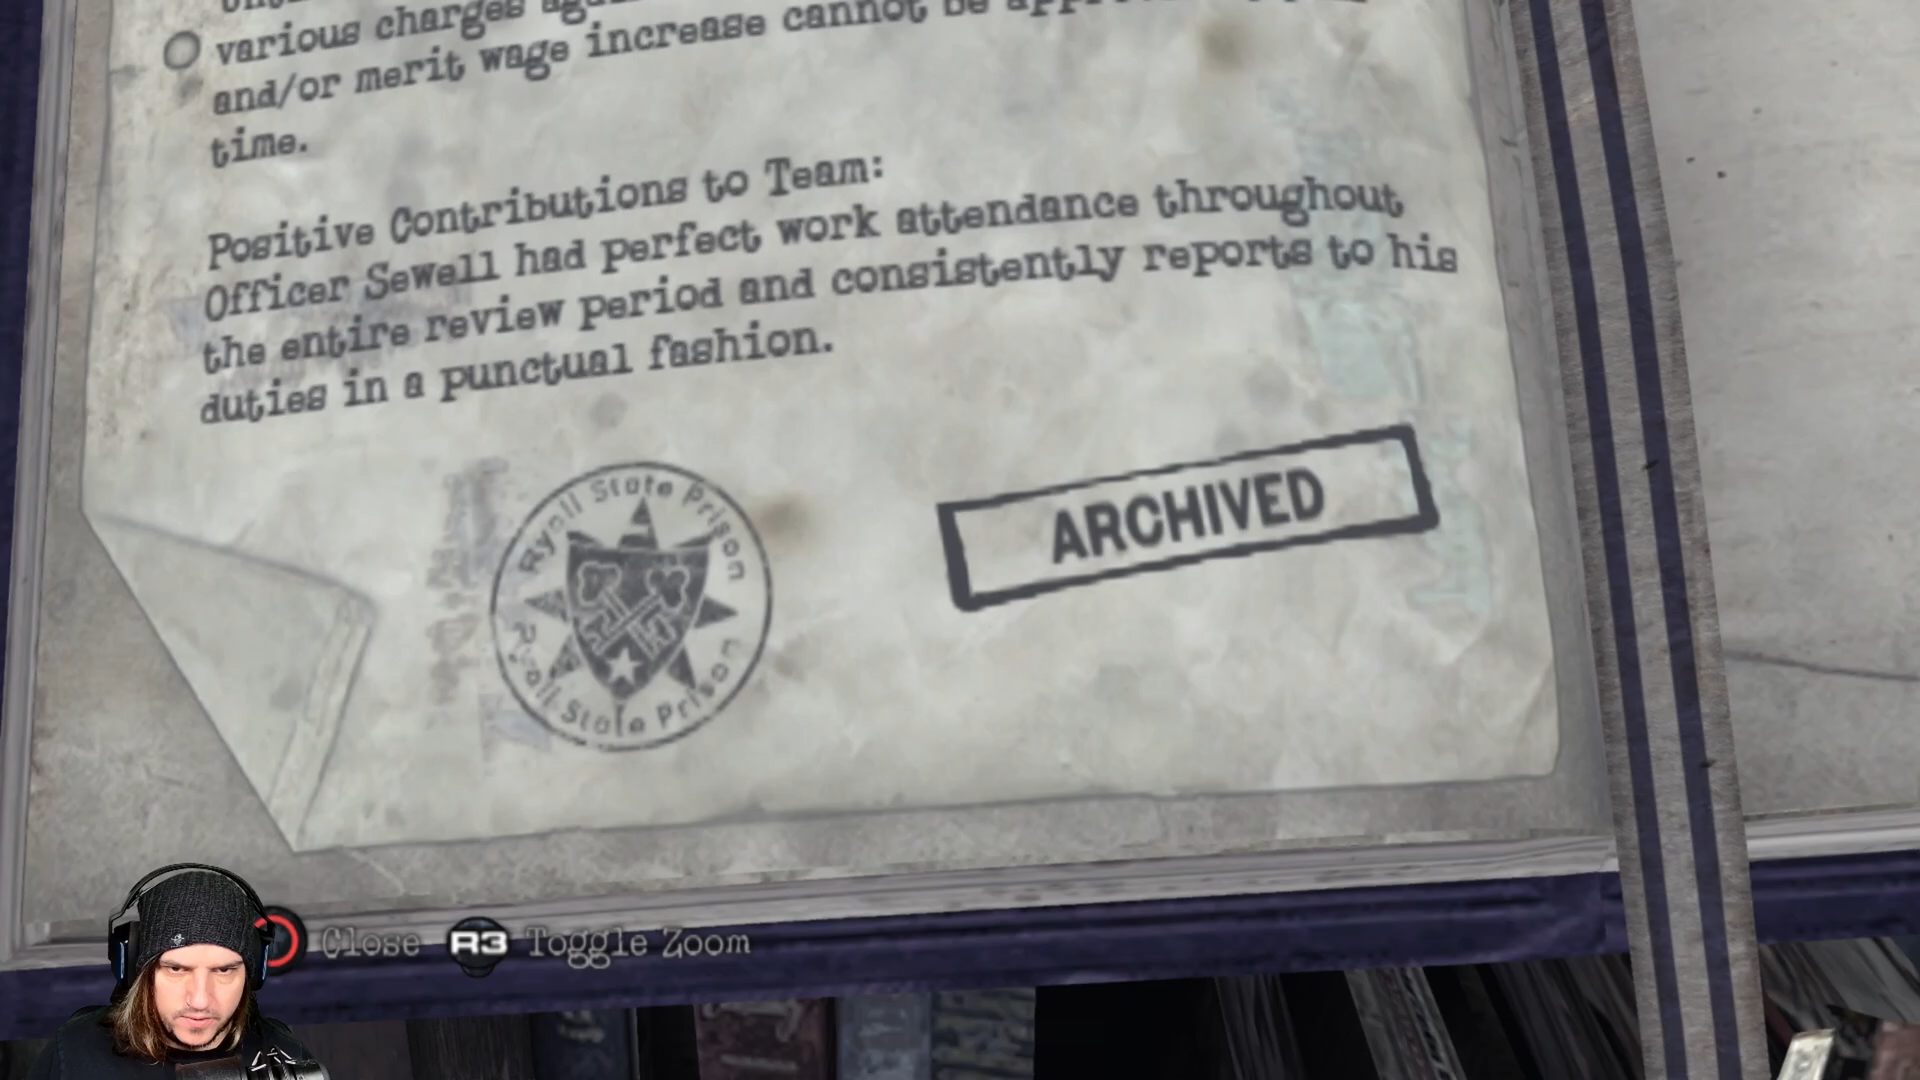 various charges
and/or merit wage increase cannot be
time.
Positive Contributions to Team:
Officer Sewell had perfect work attendance throughout
the entire review period and consistently reports to his
duties in a punctual fashion.
Ryall State Prison
Ryall State Prison
ARCHIVED
Close R3 Toggle Zoom